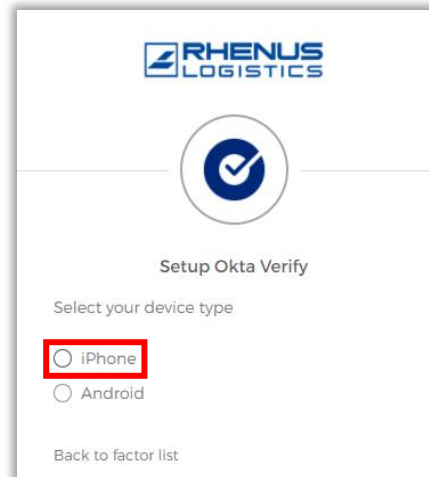 RHENUS
LOGISTICS
Setup Okta Verify
Select your device type
iPhone
Android
Back to factor list